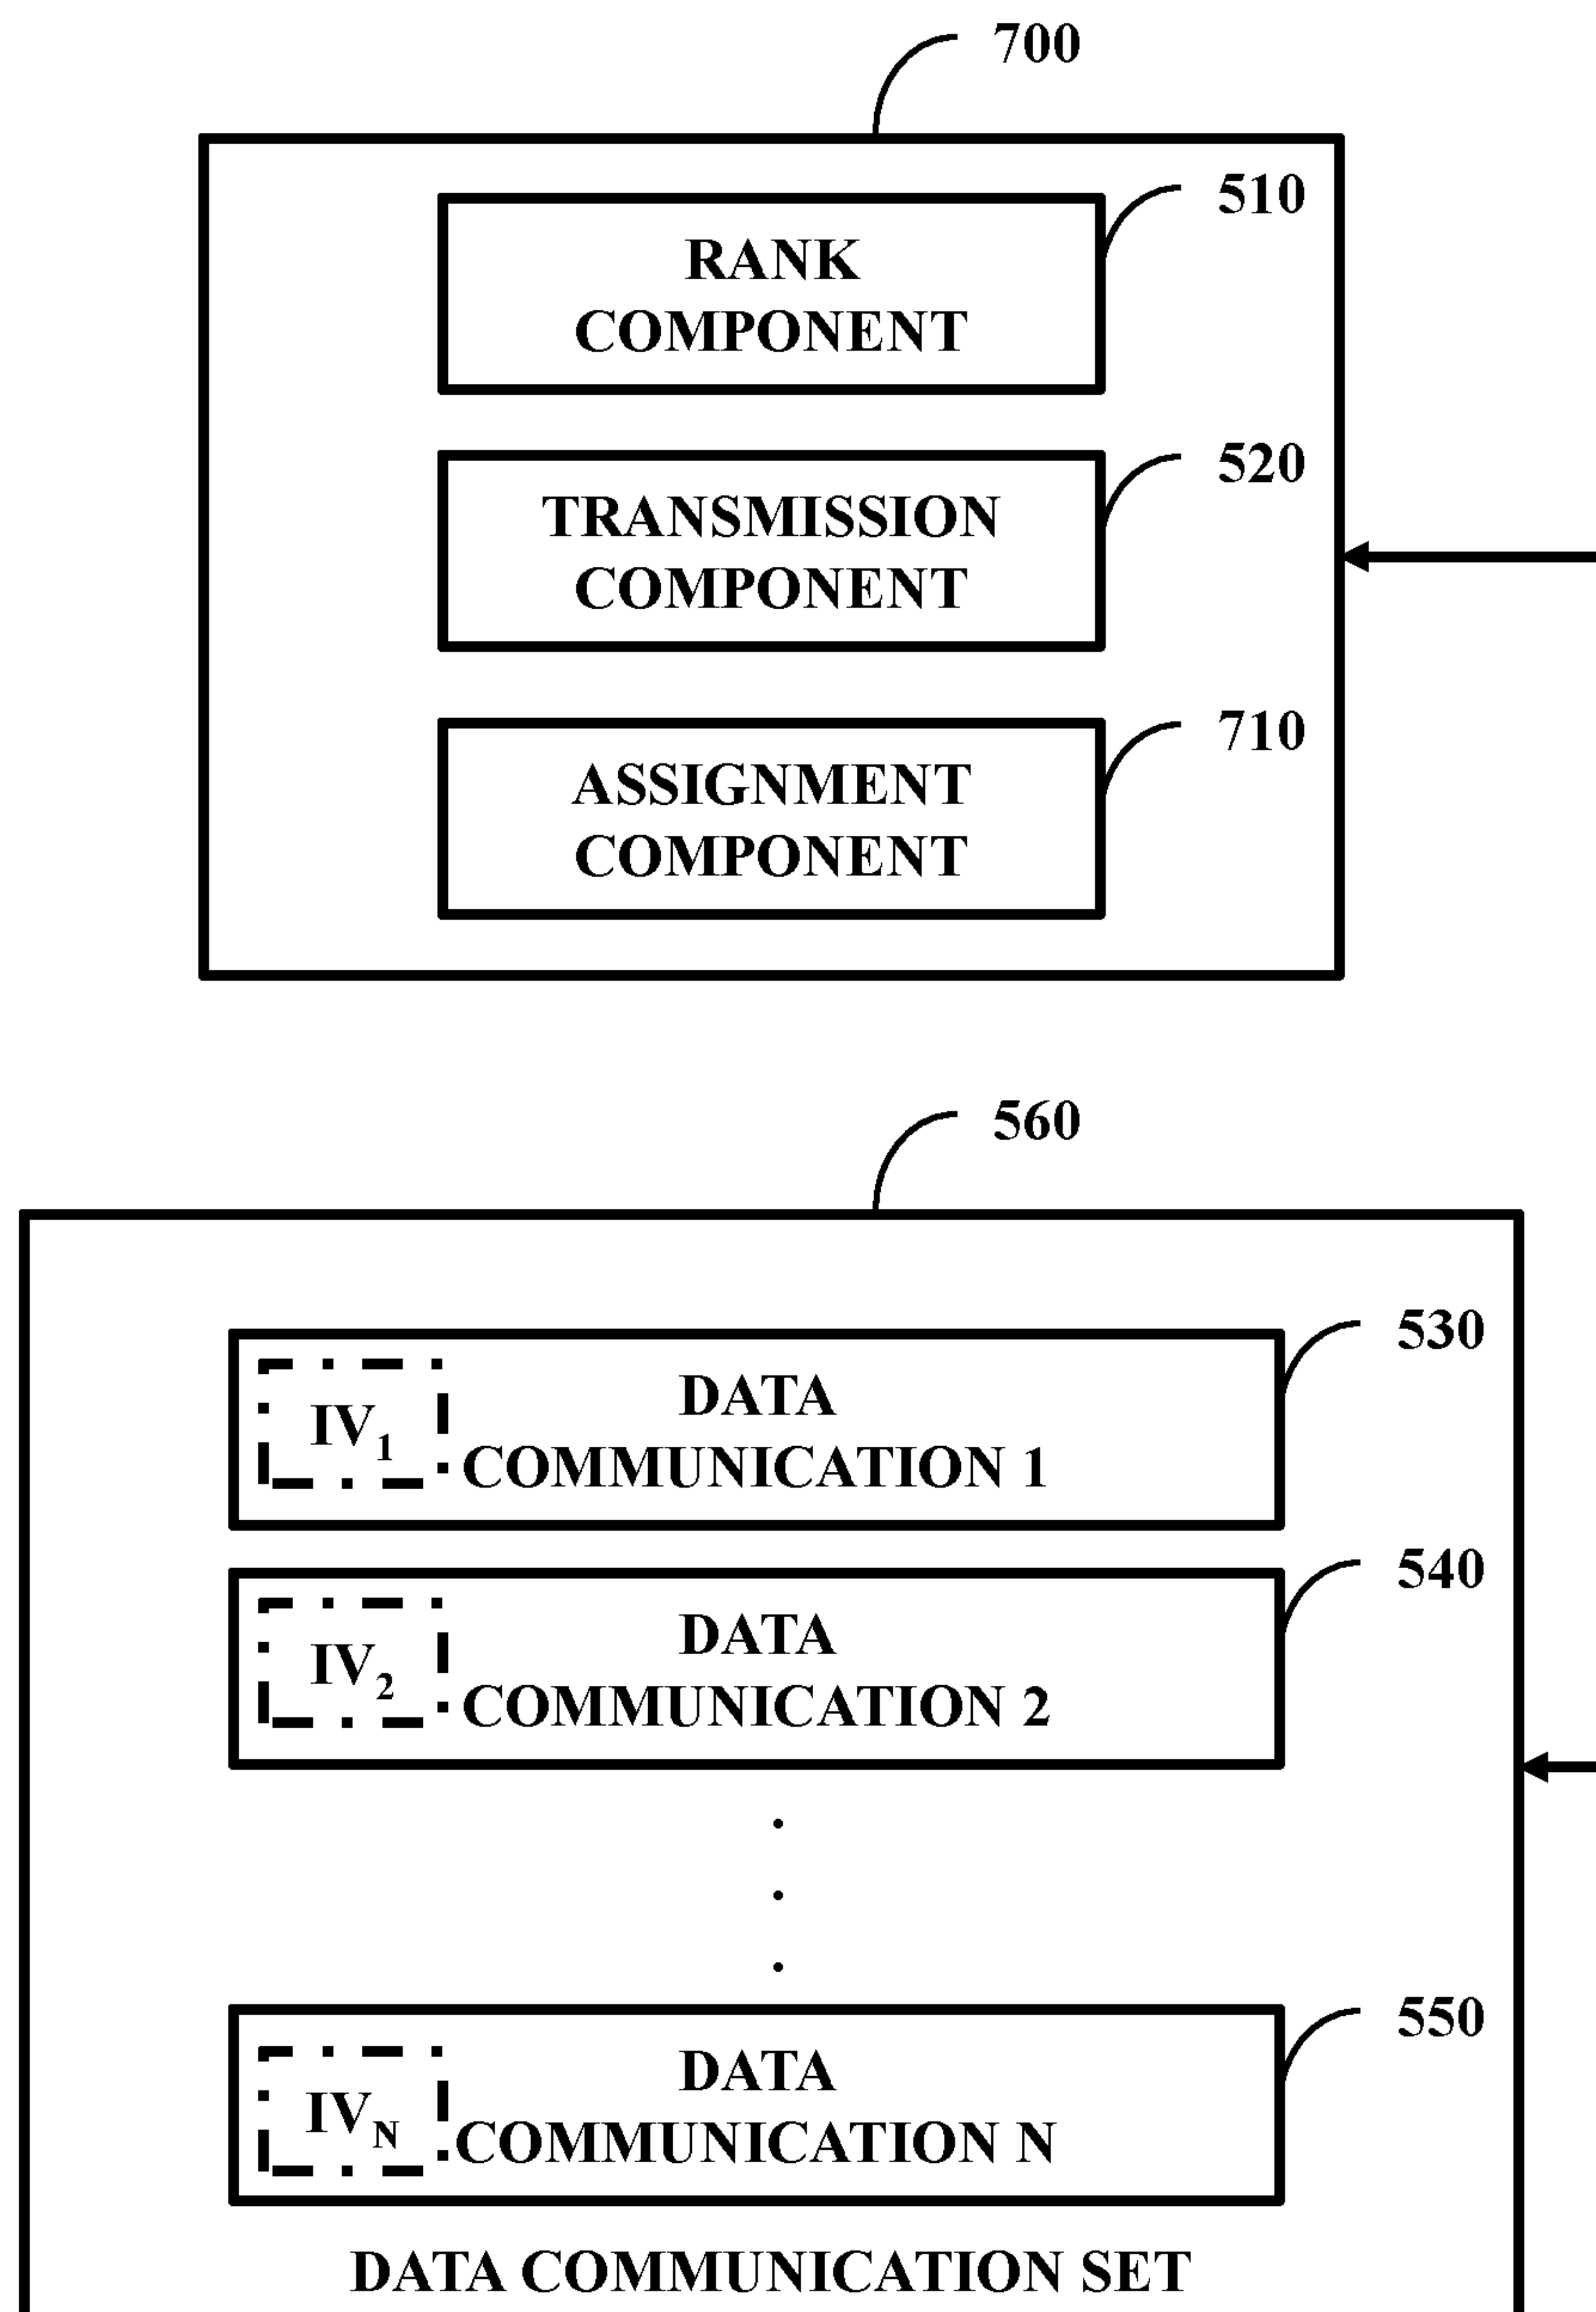 700
510
RANK
COMPONENT
520
TRANSMISSION
COMPONENT
710
ASSIGNMENT
COMPONENT
560
530
IV1
DATA
COMMUNICATION 1
540
IV2
DATA
COMMUNICATION 2
550
IVN
DATA
COMMUNICATION N
DATA COMMUNICATION SET